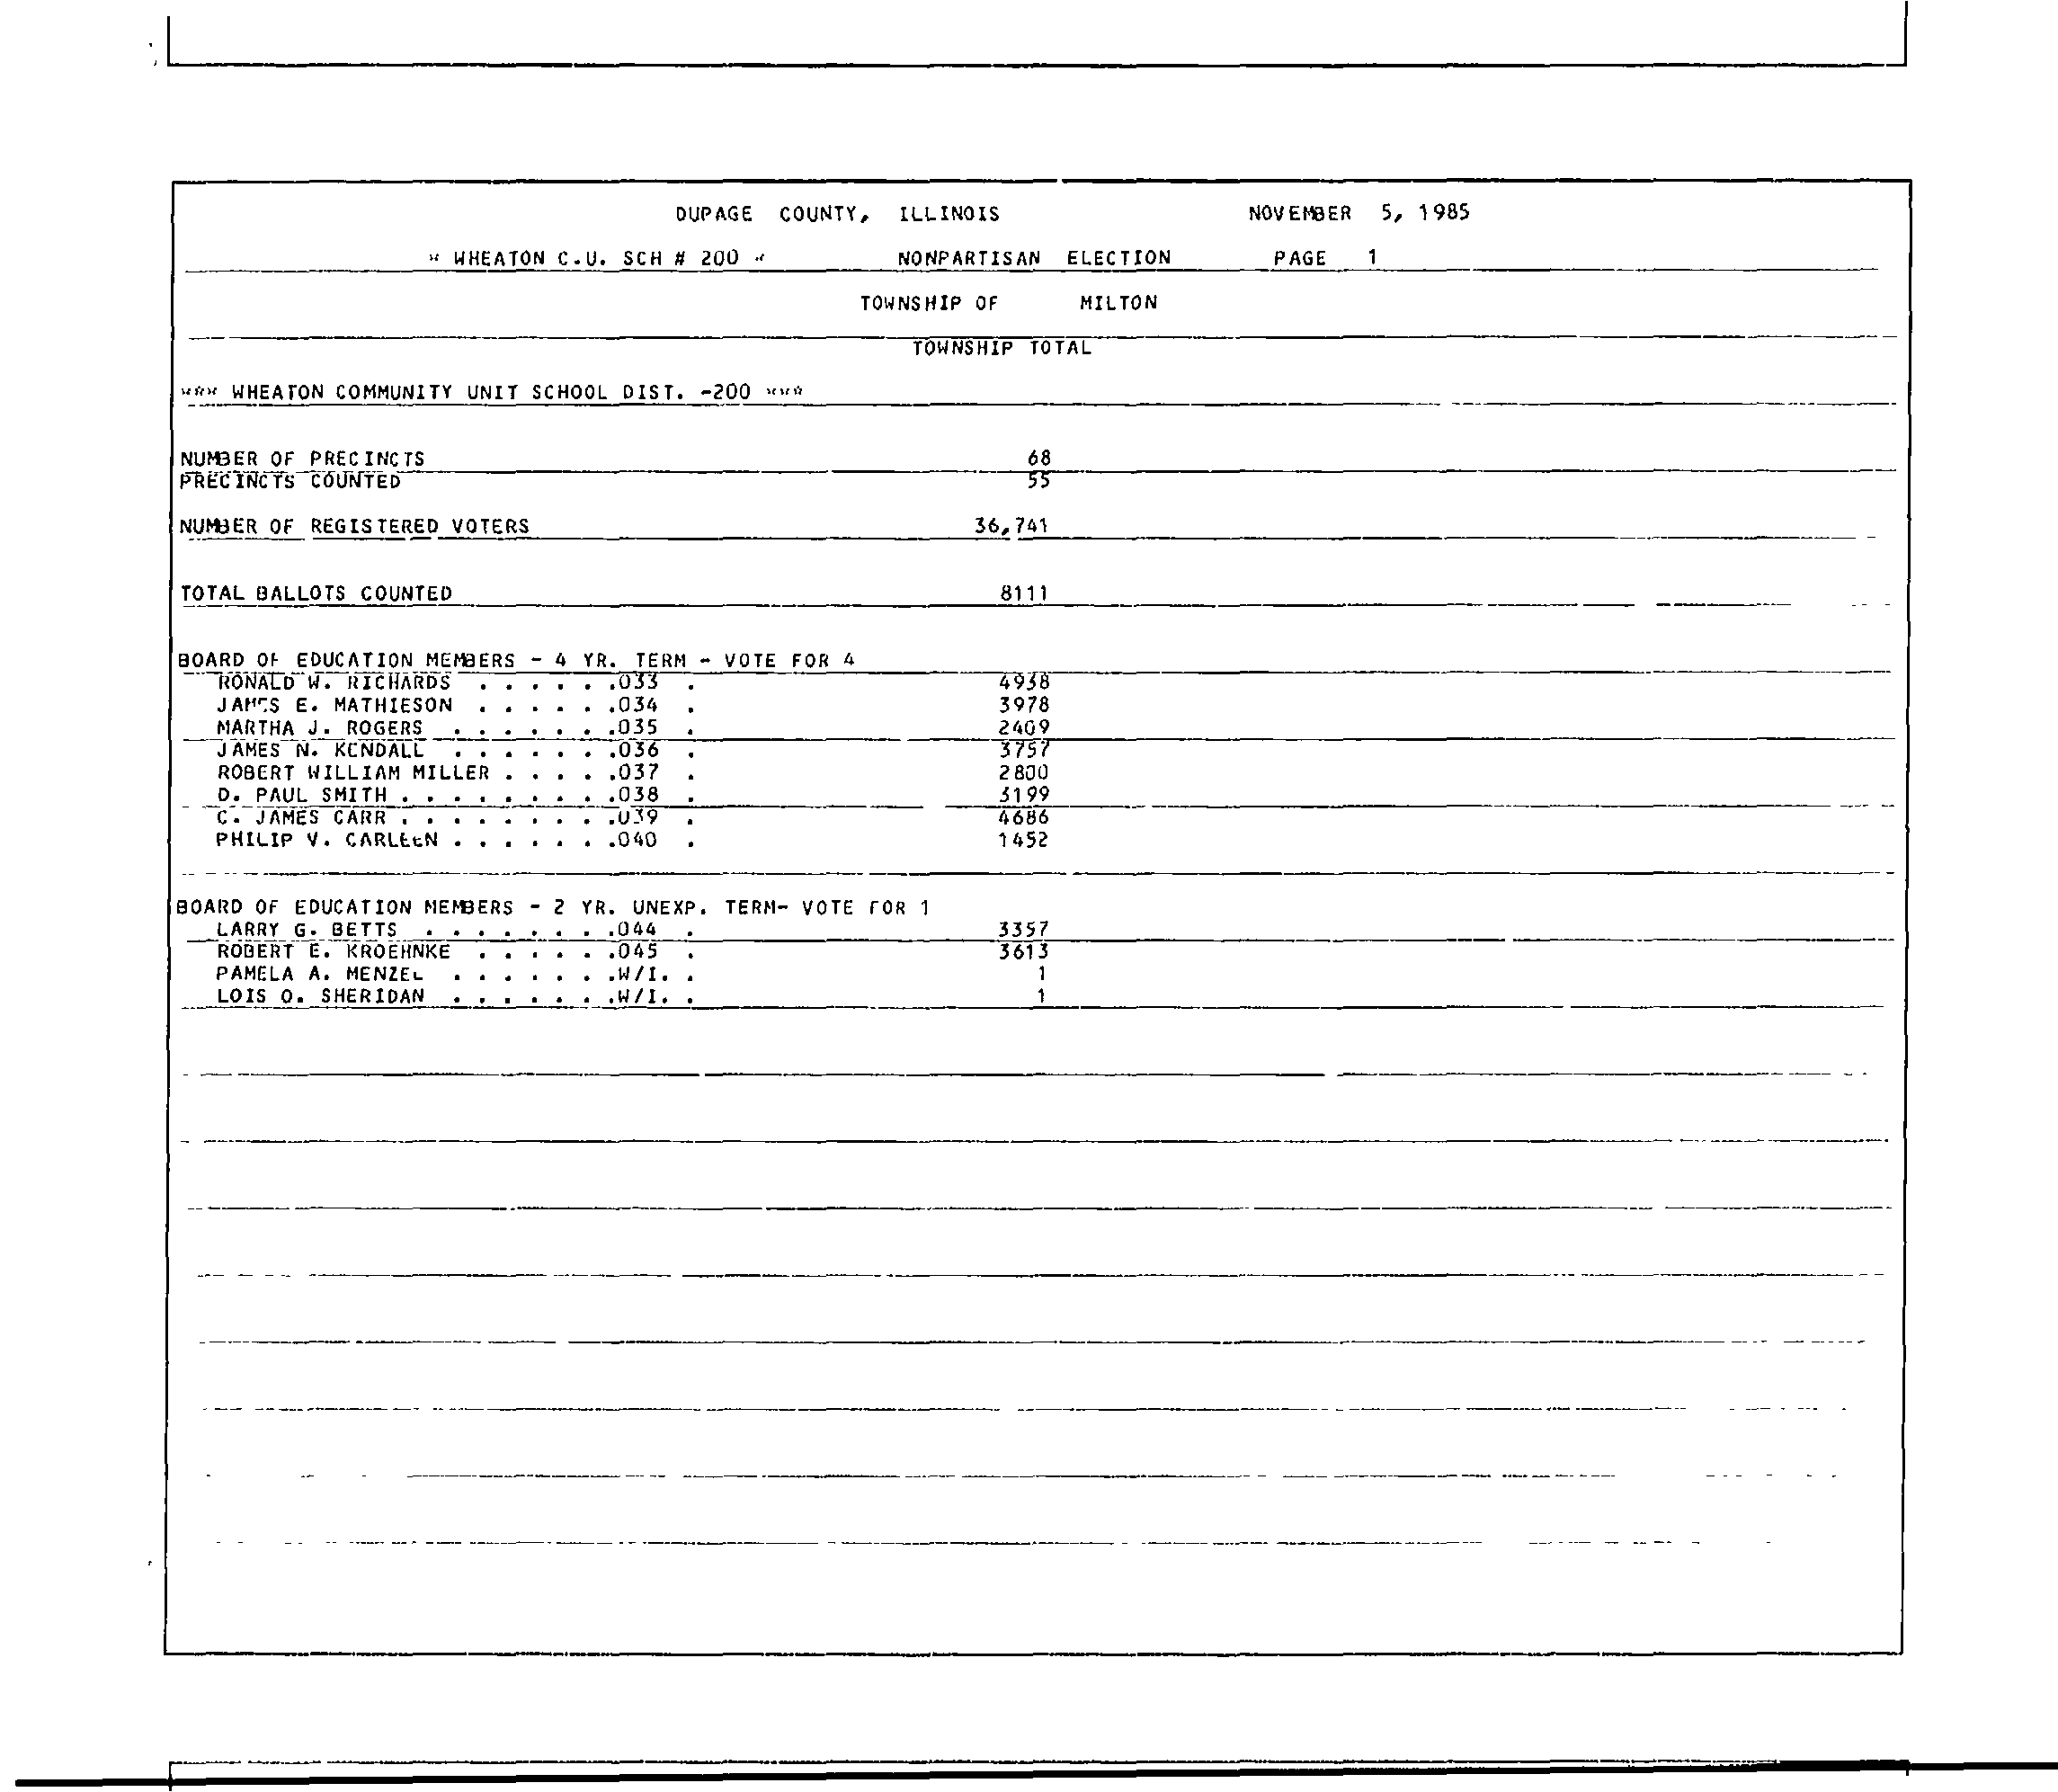 DUPAGE COUNTY, ILLINOIS NOVEMBER 5, 1985
* WHEATON C.U. SCH # 200 * NONPARTISAN ELECTION PAGE 1
TOWNSHIP OF MILTON
TOWNSHIP TOTAL
*** WHEATON COMMUNITY UNIT SCHOOL DIST. -200 ***
NUMBER OF PRECINCTS 68
PRECINCTS COUNTED 55
NUMBER OF REGISTERED VOTERS 36,741
TOTAL BALLOTS COUNTED 8111
BOARD OF EDUCATION MEMBERS - 4 YR. TERM - VOTE FOR 4
RONALD W. RICHARDS . . . . . .033 . 4938
JAMES E. MATHIESON . . . . . .034 . 3978
MARTHA J. ROGERS . . . . . . .035 . 2409
JAMES N. KENDALL . . . . . . .036 . 3757
ROBERT WILLIAM MILLER . . . . .037 . 2800
D. PAUL SMITH . . . . . . . . .038 . 3199
C. JAMES CARR . . . . . . . . .039 . 4686
PHILIP V. CARLEEN . . . . . . .040 . 1452
BOARD OF EDUCATION MEMBERS - 2 YR. UNEXP. TERM- VOTE FOR 1
LARRY G. BETTS . . . . . . . .044 . 3357
ROBERT E. KROEHNKE . . . . . .045 . 3613
PAMELA A. MENZEL . . . . . . .W/I. . 1
LOIS O. SHERIDAN . . . . . . .W/I. . 1